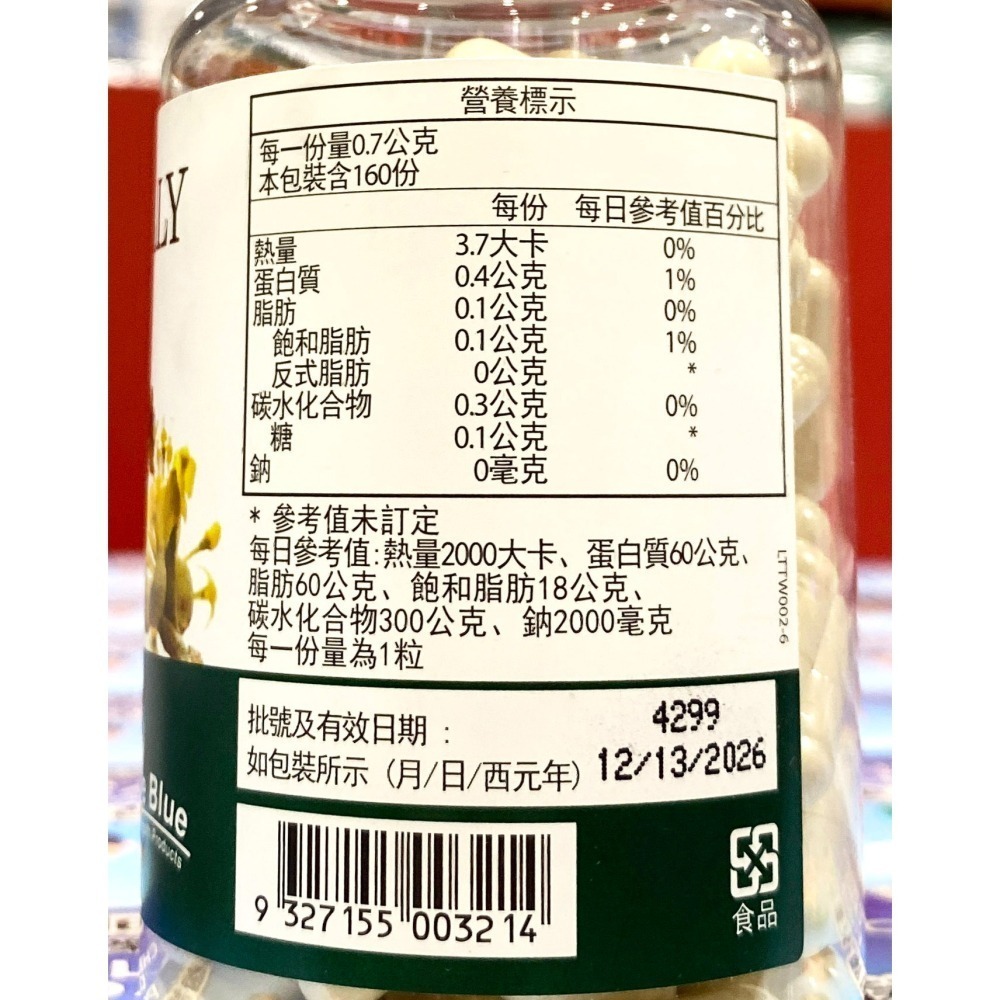 LY
營養標示
每一份量0.7公克
本包裝含160份
每份 每日參考值百分比
熱量 3.7大卡 0%
蛋白質 0.4公克 1%
脂肪 0.1公克 0%
飽和脂肪 0.1公克 1%
反式脂肪 0公克 *
碳水化合物 0.3公克 0%
糖 0.1公克 *
鈉 0毫克 0%
* 參考值未訂定
每日參考值:熱量2000大卡、蛋白質60公克、
脂肪60公克、飽和脂肪18公克、
碳水化合物300公克、鈉2000毫克
每一份量為1粒
LTTW002-6
批號及有效日期 : 4299
如包裝所示 (月/日/西元年) 12/13/2026
Blue
Products
9 327155 003214
食品